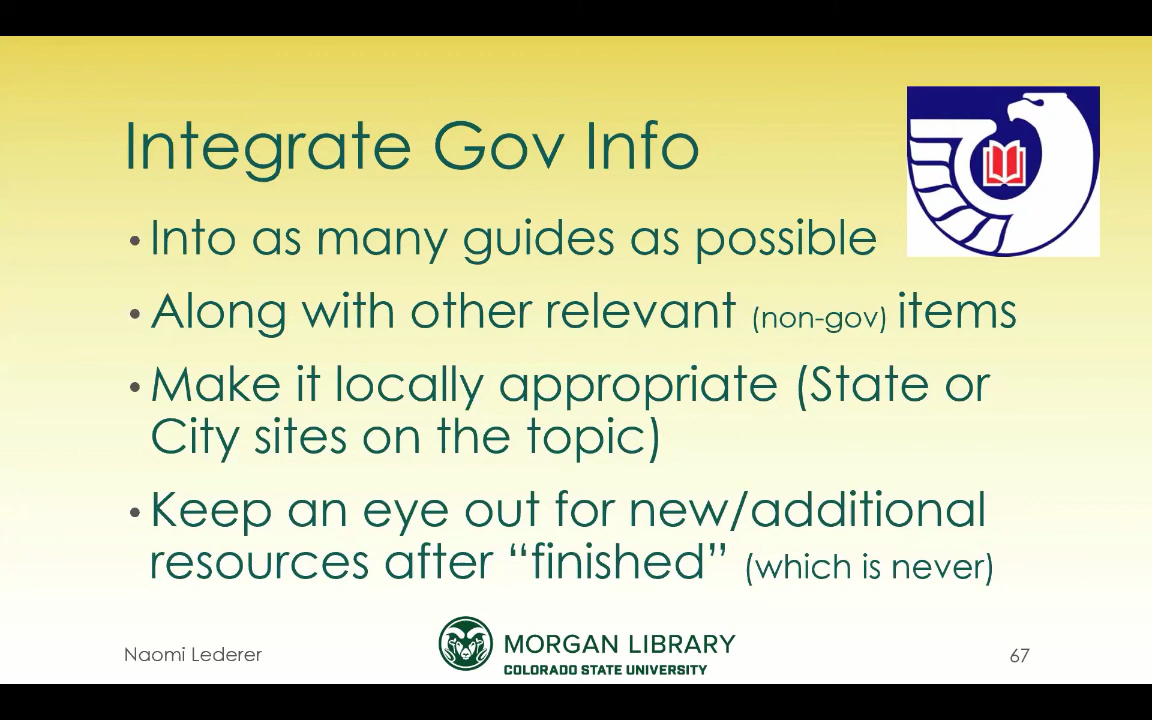 Integrate Gov Info
• Into as many guides as possible
• Along with other relevant (non-gov) items
• Make it locally appropriate (State or
City sites on the topic)
• Keep an eye out for new/additional
resources after “finished” (which is never)
Naomi Lederer
MORGAN LIBRARY
COLORADO STATE UNIVERSITY
67